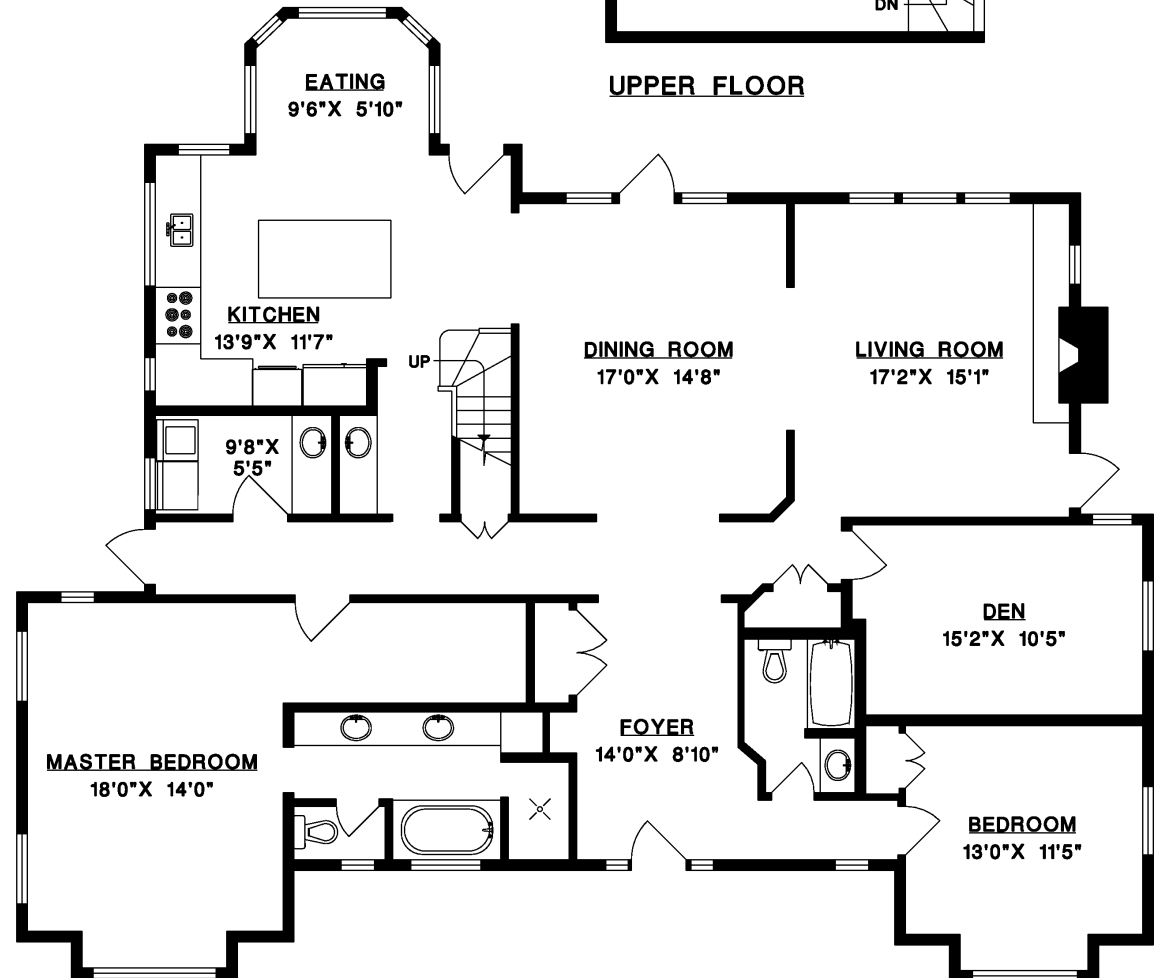 DN
UPPER FLOOR
EATING
9'6"X 5'10"
KITCHEN
13'9"X 11'7"
UP
DINING ROOM
17'0"X 14'8"
LIVING ROOM
17'2"X 15'1"
9'8"X
5'5"
DEN
15'2"X 10'5"
FOYER
14'0"X 8'10"
MASTER BEDROOM
18'0"X 14'0"
BEDROOM
13'0"X 11'5"